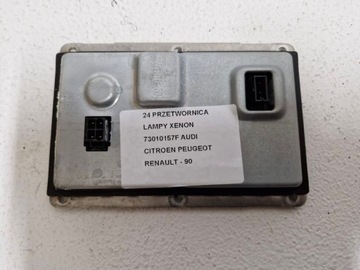 24 PRZETWORNICA
LAMPY XENON
73010157F AUDI
CITROEN PEUGEOT
RENAULT - 90